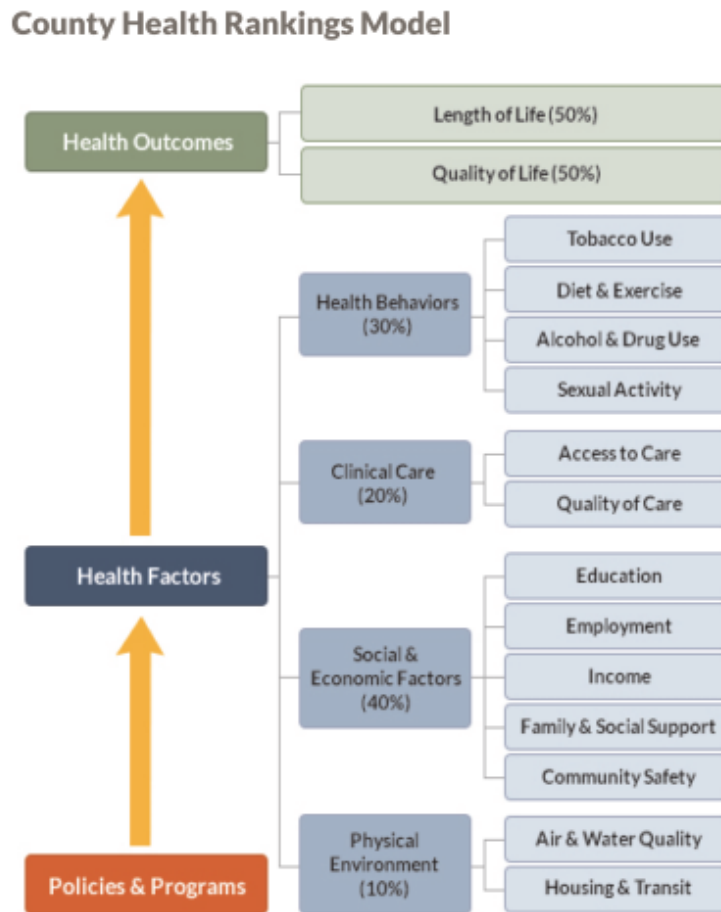 County Health Rankings Model
Health Outcomes
Length of Life (50%)
Quality of Life (50%)
Health Factors
Health Behaviors
(30%)
Tobacco Use
Diet & Exercise
Alcohol & Drug Use
Sexual Activity
Clinical Care
(20%)
Access to Care
Quality of Care
Social &
Economic Factors
(40%)
Education
Employment
Income
Family & Social Support
Community Safety
Physical
Environment
(10%)
Air & Water Quality
Housing & Transit
Policies & Programs